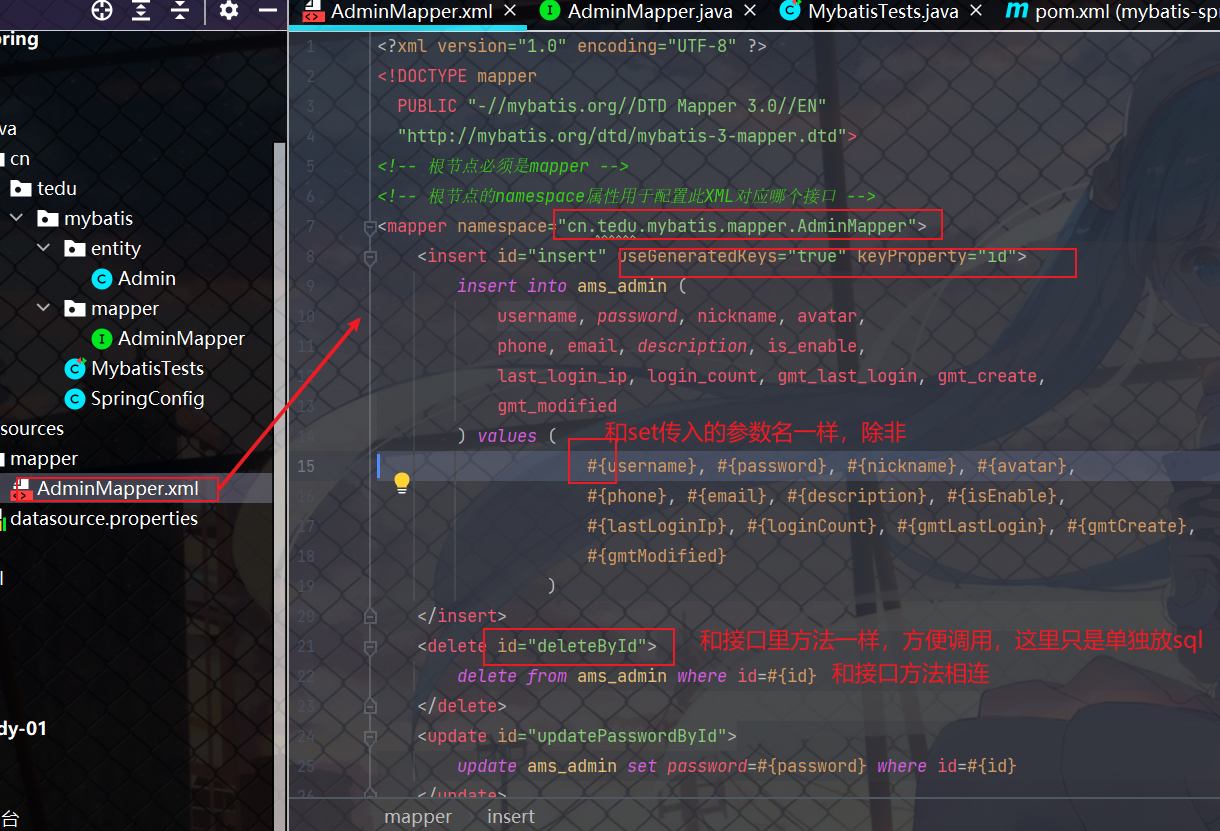 AdminMapper.xml
AdminMapper.java
MybatisTests.java
pom.xml (mybatis-sp
ring
va
cn
tedu
mybatis
entity
Admin
mapper
AdminMapper
MybatisTests
SpringConfig
sources
mapper
AdminMapper.xml
datasource.properties
l
dy-01
台
1 <?xml version="1.0" encoding="UTF-8" ?>
2 <!DOCTYPE mapper
3 PUBLIC "-//mybatis.org//DTD Mapper 3.0//EN"
4 "http://mybatis.org/dtd/mybatis-3-mapper.dtd">
5 <!-- 根节点必须是mapper -->
6 <!-- 根节点的namespace属性用于配置此XML对应哪个接口 -->
7 <mapper namespace="cn.tedu.mybatis.mapper.AdminMapper">
8 <insert id="insert" useGeneratedKeys="true" keyProperty="id">
9 insert into ams_admin (
10 username, password, nickname, avatar,
11 phone, email, description, is_enable,
12 last_login_ip, login_count, gmt_last_login, gmt_create,
13 gmt_modified
14 ) values (
和set传入的参数名一样，除非
15 #{username}, #{password}, #{nickname}, #{avatar},
16 #{phone}, #{email}, #{description}, #{isEnable},
17 #{lastLoginIp}, #{loginCount}, #{gmtLastLogin}, #{gmtCreate},
18 #{gmtModified}
19 )
20 </insert>
21 <delete id="deleteById">
和接口里方法一样，方便调用，这里只是单独放sql
22 delete from ams_admin where id=#{id}
和接口方法相连
23 </delete>
24 <update id="updatePasswordById">
25 update ams_admin set password=#{password} where id=#{id}
26 </update>
mapper
insert